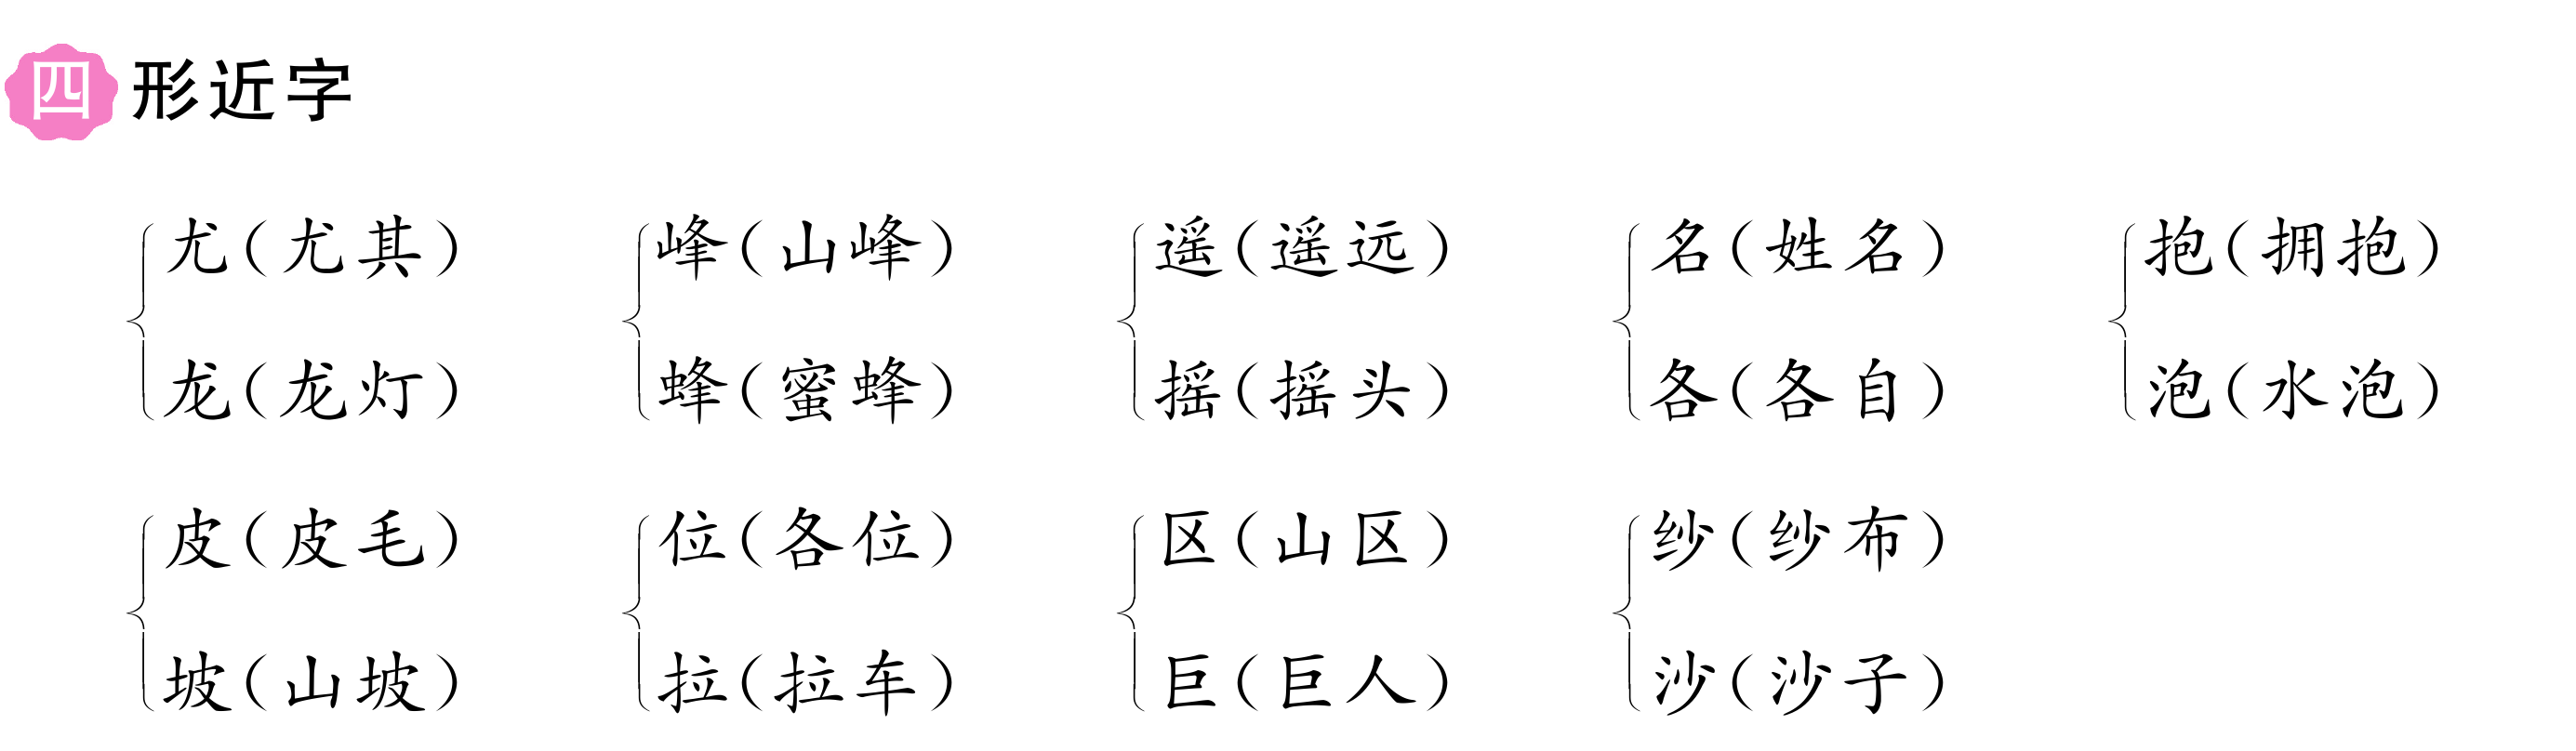 四 形近字
尤(尤其) 峰(山峰) 遥(遥远) 名(姓名) 抱(拥抱)
龙(龙灯) 蜂(蜜蜂) 摇(摇头) 各(各自) 泡(水泡)
皮(皮毛) 位(各位) 区(山区) 纱(纱布)
坡(山坡) 拉(拉车) 巨(巨人) 沙(沙子)